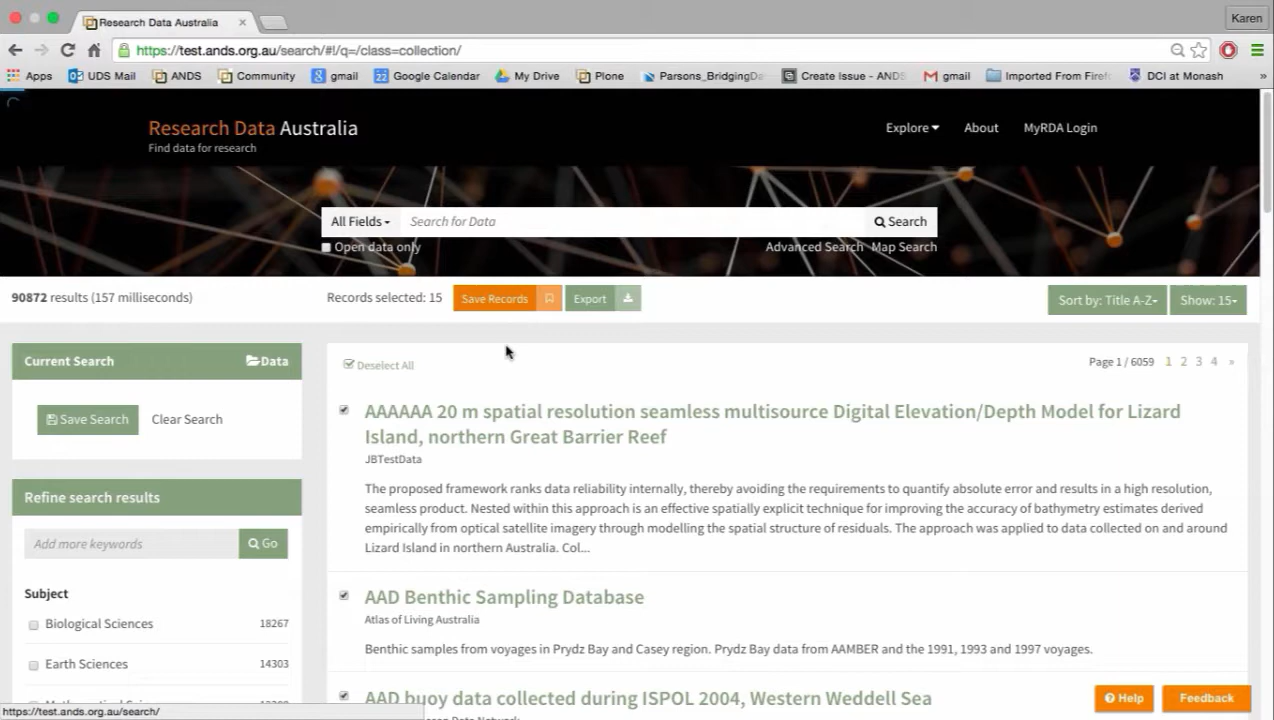 Research Data Australia
Karen
https://test.ands.org.au/search/#!/q=/class=collection/
Apps UDS Mail ANDS Community gmail Google Calendar My Drive Plone Parsons_BridgingDa Create Issue - ANDS gmail Imported From Firef DCI at Monash »
Research Data Australia
Find data for research
Explore About MyRDA Login
All Fields Search for Data Search
Open data only Advanced Search Map Search
90872 results (157 milliseconds) Records selected: 15 Save Records Export Sort by: Title A-Z Show: 15
Current Search Data
Save Search Clear Search
Refine search results
Add more keywords Go
Subject
Biological Sciences 18267
Earth Sciences 14303
Deselect All Page 1 / 6059 1 2 3 4 »
AAAAAA 20 m spatial resolution seamless multisource Digital Elevation/Depth Model for Lizard
Island, northern Great Barrier Reef
JBTestData
The proposed framework ranks data reliability internally, thereby avoiding the requirements to quantify absolute error and results in a high resolution,
seamless product. Nested within this approach is an effective spatially explicit technique for improving the accuracy of bathymetry estimates derived
empirically from optical satellite imagery through modelling the spatial structure of residuals. The approach was applied to data collected on and around
Lizard Island in northern Australia. Col...
AAD Benthic Sampling Database
Atlas of Living Australia
Benthic samples from voyages in Prydz Bay and Casey region. Prydz Bay data from AAMBER and the 1991, 1993 and 1997 voyages.
AAD buoy data collected during ISPOL 2004, Western Weddell Sea
Help Feedback
https://test.ands.org.au/search/